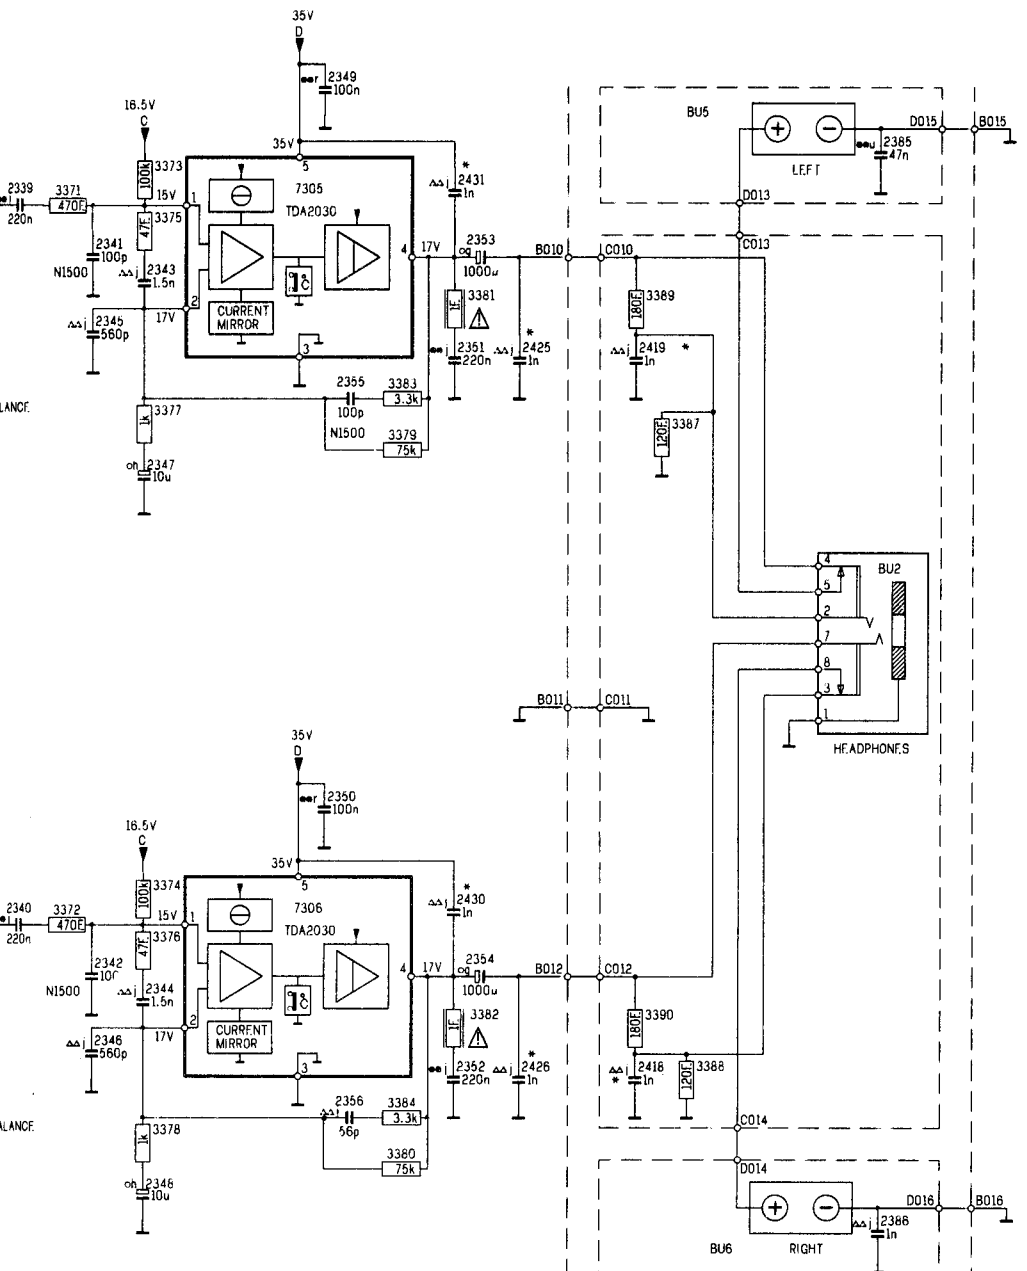 35V
D
2349
100n
16.5V
C
35V
5
3373
100k
2339
220n
3371
470E
15V
1
3375
47E
2341
100p
N1500
2343
1.5n
2
17V
2345
560p
7305
TDA2030
CURRENT
MIRROR
°C
3
4
17V
*
2431
1n
2353
1000u
3381
1E
2351
220n
*
2425
1n
2355
100p
N1500
3383
3.3k
3379
75k
3377
1k
2347
10u
LANCE
B010
C010
3389
180E
2419
1n
*
3387
120E
BU5
LEFT
D015
B015
2385
47n
D013
C013
4
5
2
7
8
3
1
BU2
HEADPHONES
B011
C011
35V
D
2350
100n
16.5V
C
35V
5
3374
100k
2340
220n
3372
470E
15V
1
3376
47E
2342
N1500
2344
1.5n
2
17V
2346
560p
7306
TDA2030
CURRENT
MIRROR
°C
3
4
17V
*
2430
1n
2354
1000u
3382
1E
2352
220n
*
2426
1n
2356
56p
3384
3.3k
3380
75k
3378
1k
2348
10u
ALANCE
B012
C012
3390
180E
2418
1n
*
3388
120E
C014
D014
D016
B016
2386
1n
BU6
RIGHT